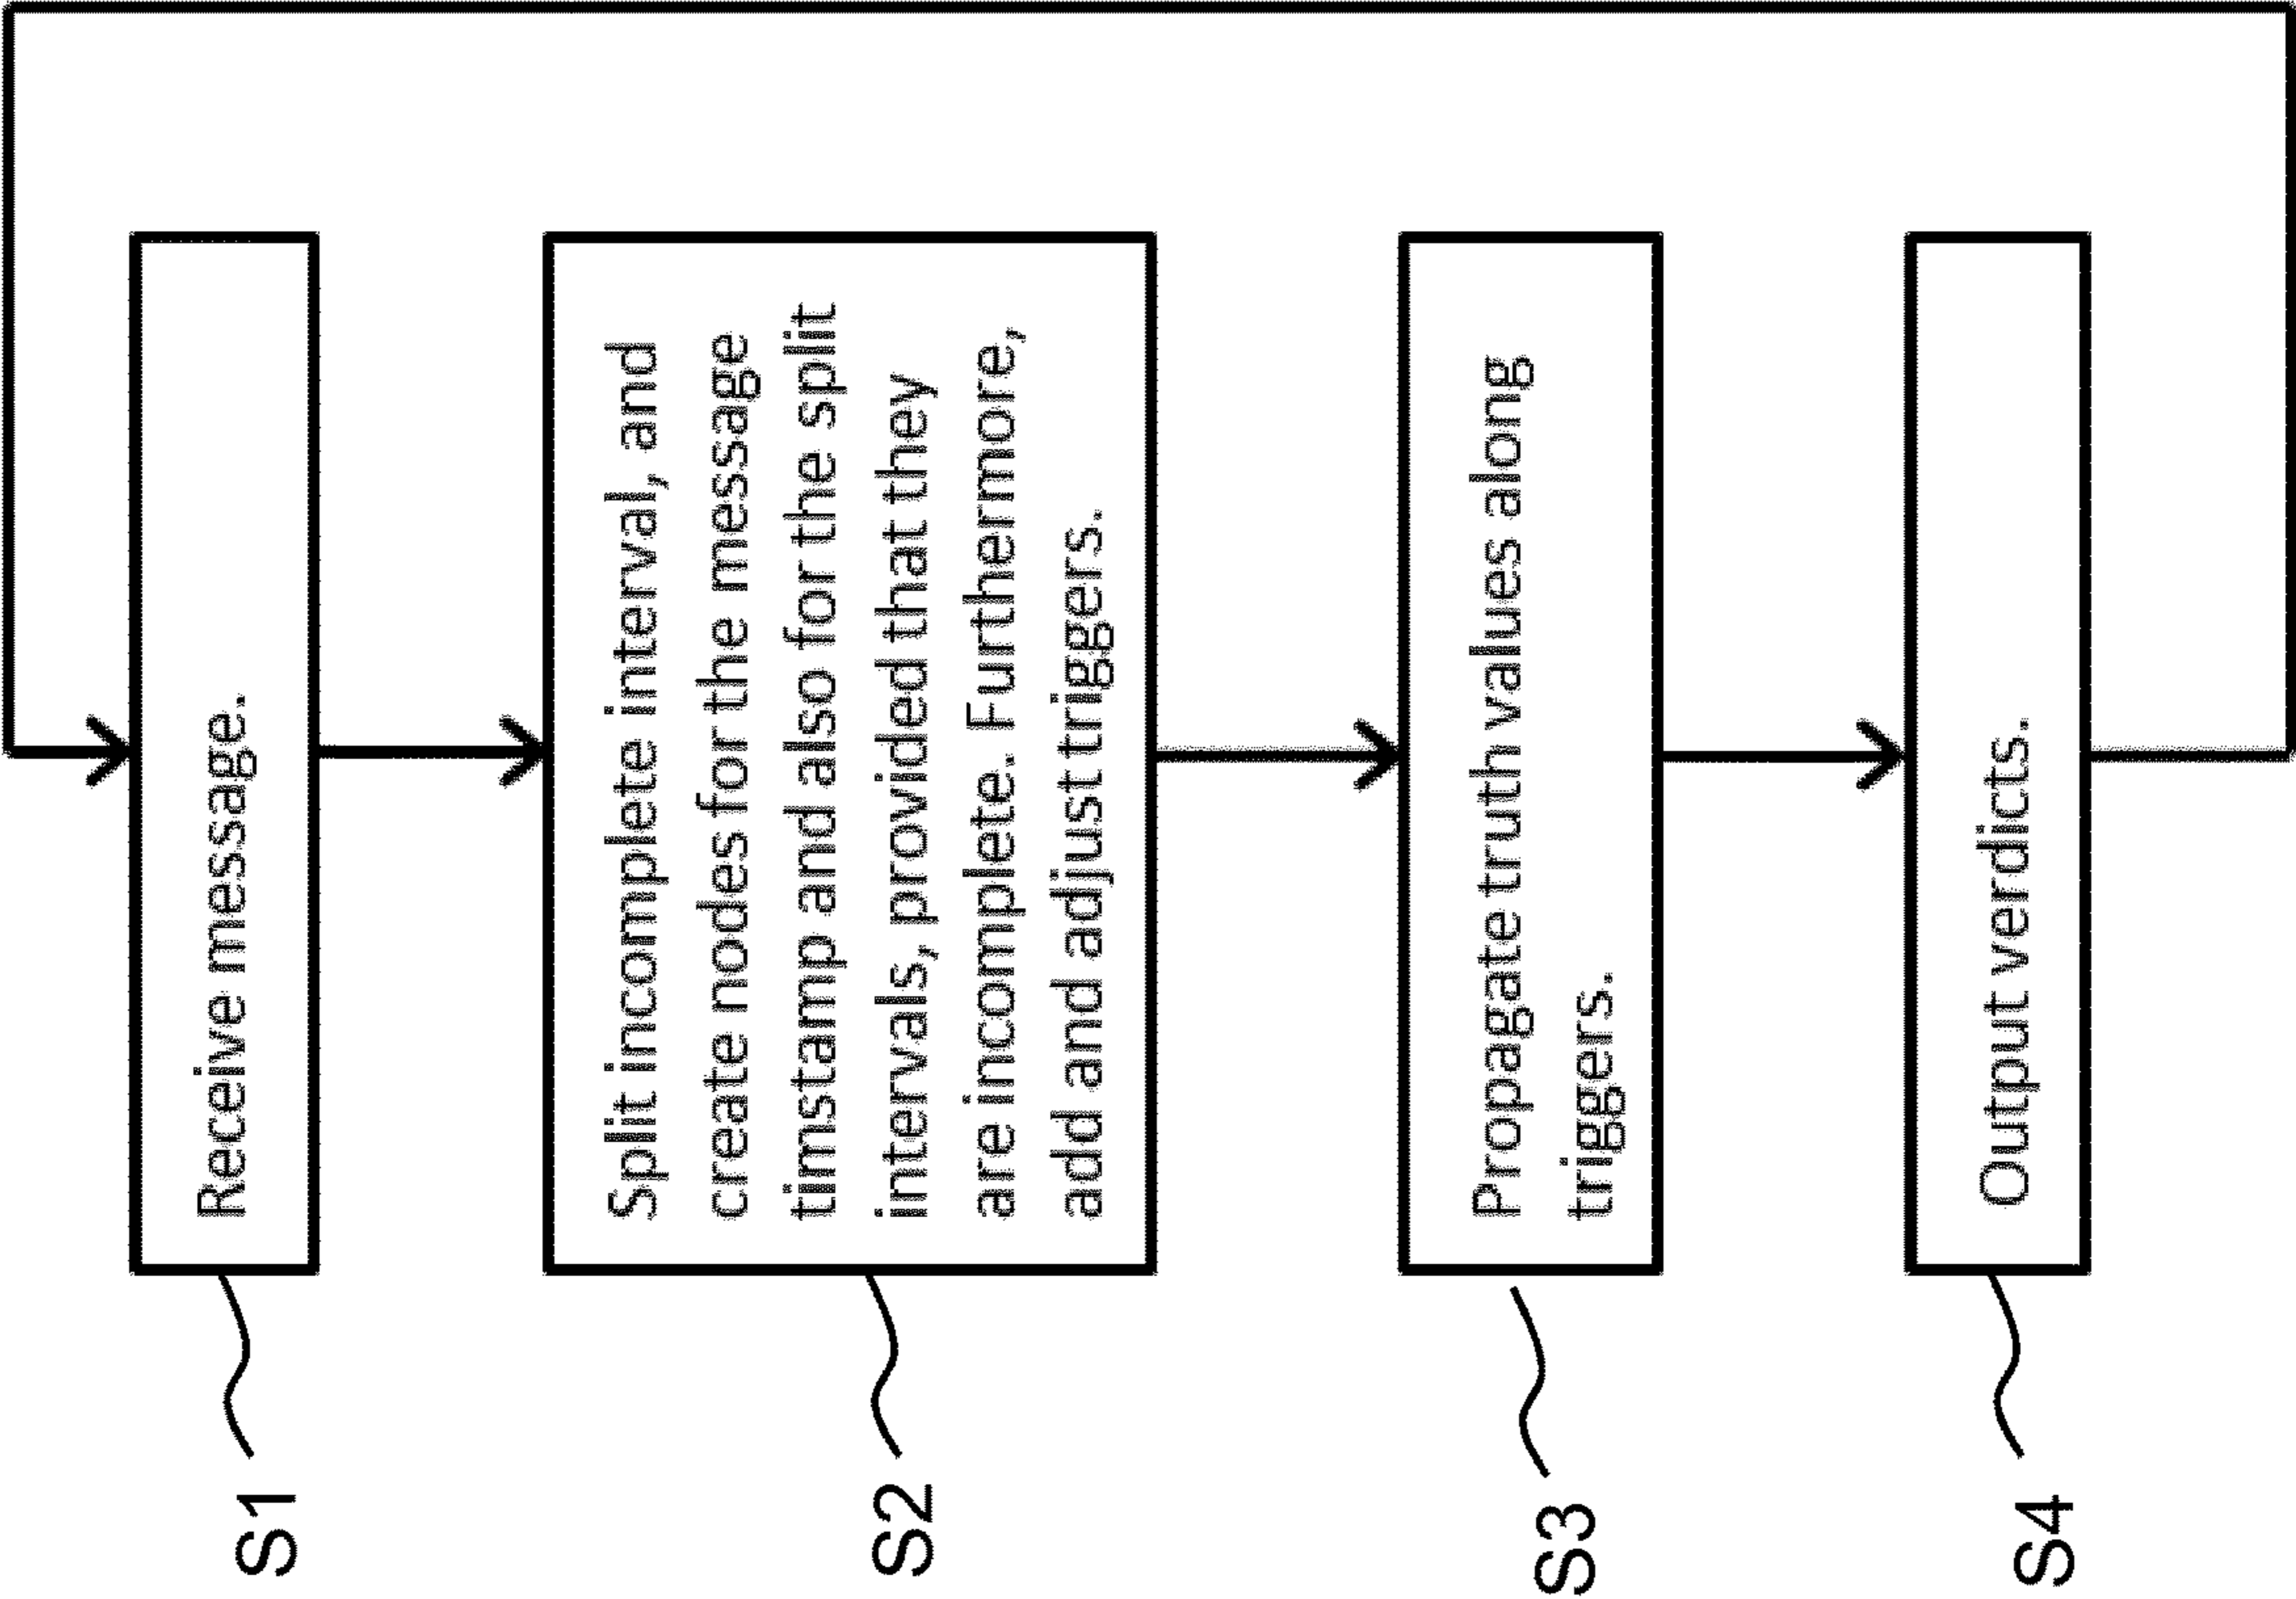 S1
Receive message.
S2
Split incomplete interval, and
create nodes for the message
timstamp and also for the split
intervals, provided that they
are incomplete. Furthermore,
add and adjust triggers.
S3
Propagate truth values along
triggers.
S4
Output verdicts.